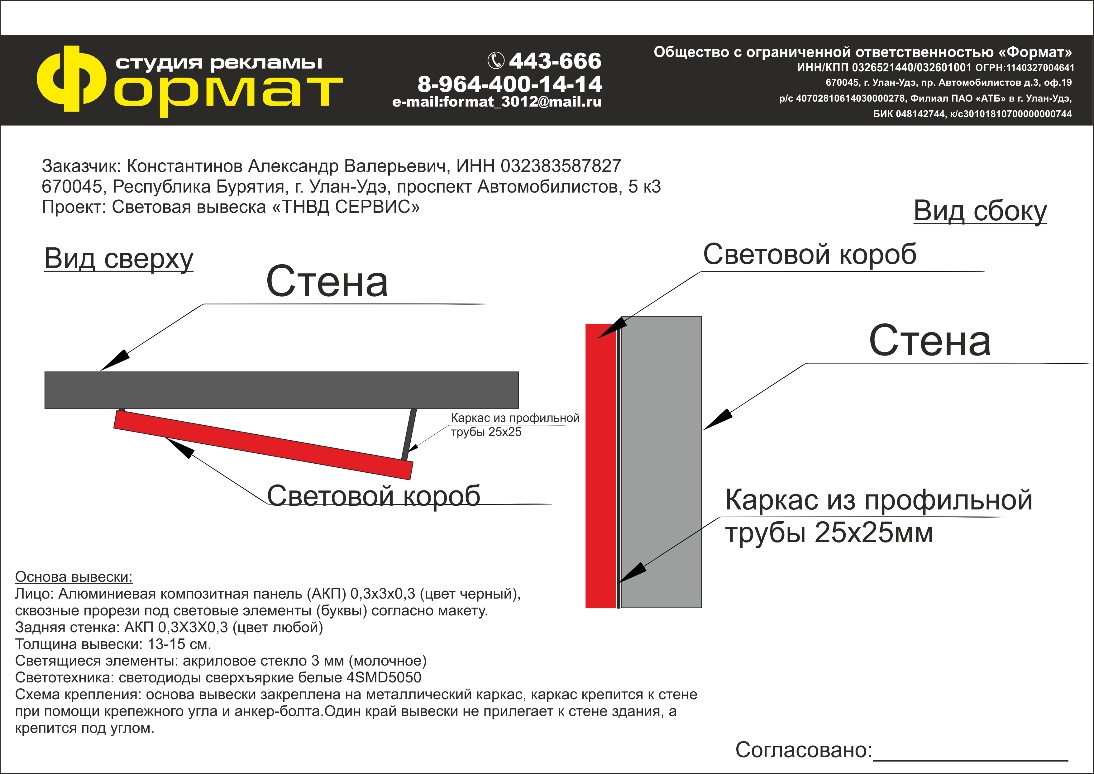 студия рекламы
Формат
443-666
8-964-400-14-14
e-mail:format_3012@mail.ru
Общество с ограниченной ответственностью «Формат»
ИНН/КПП 0326521440/032601001 ОГРН:1140327004641
670045, г. Улан-Удэ, пр. Автомобилистов д.3, оф.19
р/с 40702810614030000278, Филиал ПАО «АТБ» в г. Улан-Удэ,
БИК 048142744, к/с30101810700000000744
Заказчик: Константинов Александр Валерьевич, ИНН 032383587827
670045, Республика Бурятия, г. Улан-Удэ, проспект Автомобилистов, 5 к3
Проект: Световая вывеска «ТНВД СЕРВИС»
Вид сверху
Стена
Каркас из профильной
трубы 25х25
Световой короб
Вид сбоку
Световой короб
Стена
Каркас из профильной
трубы 25х25мм
Основа вывески:
Лицо: Алюминиевая композитная панель (АКП) 0,3х3х0,3 (цвет черный),
сквозные прорези под световые элементы (буквы) согласно макету.
Задняя стенка: АКП 0,3Х3Х0,3 (цвет любой)
Толщина вывески: 13-15 см.
Светящиеся элементы: акриловое стекло 3 мм (молочное)
Светотехника: светодиоды сверхъяркие белые 4SMD5050
Схема крепления: основа вывески закреплена на металлический каркас, каркас крепится к стене
при помощи крепежного угла и анкер-болта.Один край вывески не прилегает к стене здания, а
крепится под углом.
Согласовано: